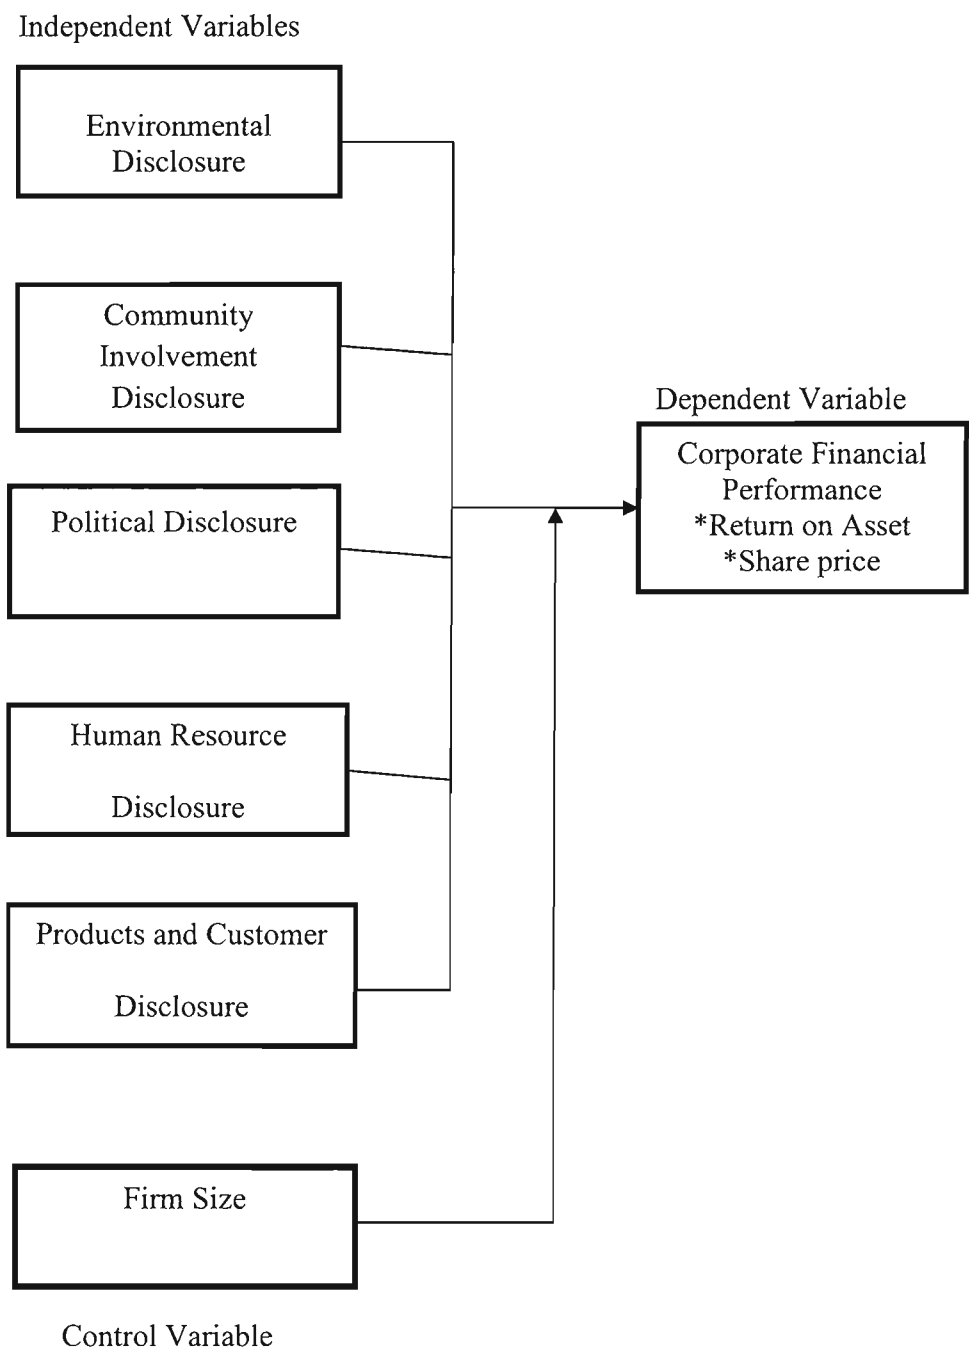 Independent Variables
Environmental
Disclosure
Community
Involvement
Disclosure
Political Disclosure
Human Resource
Disclosure
Products and Customer
Disclosure
Firm Size
Control Variable
Dependent Variable
Corporate Financial
Performance
*Return on Asset
*Share price